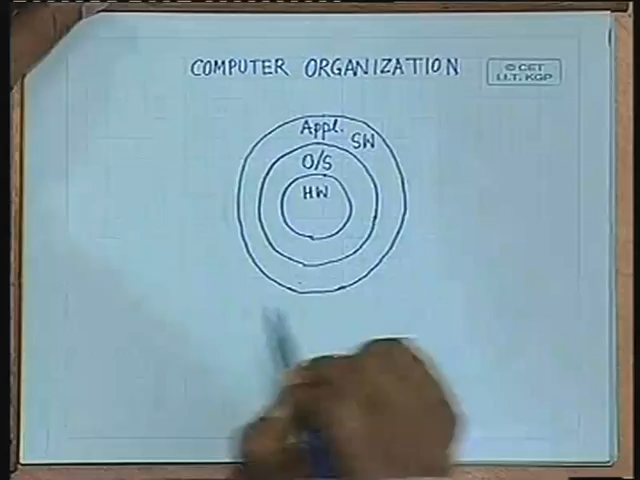 COMPUTER ORGANIZATION
© CET
I.I.T. KGP
Appl.
SW
O/S
HW